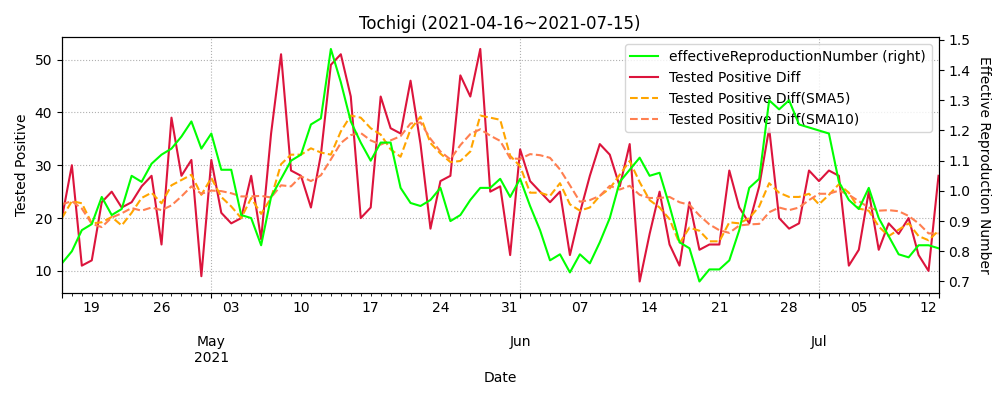 Tochigi (2021-04-16~2021-07-15)
effectiveReproductionNumber (right)
Tested Positive Diff
Tested Positive Diff(SMA5)
Tested Positive Diff(SMA10)
Tested Positive
50
40
30
20
10
1.5
1.4
1.3
1.2
1.1
1.0
0.9
0.8
0.7
Effective Reproduction Number
19 26 03 10 17 24 31 07 14 21 28 05 12
May Jun Jul
2021
Date